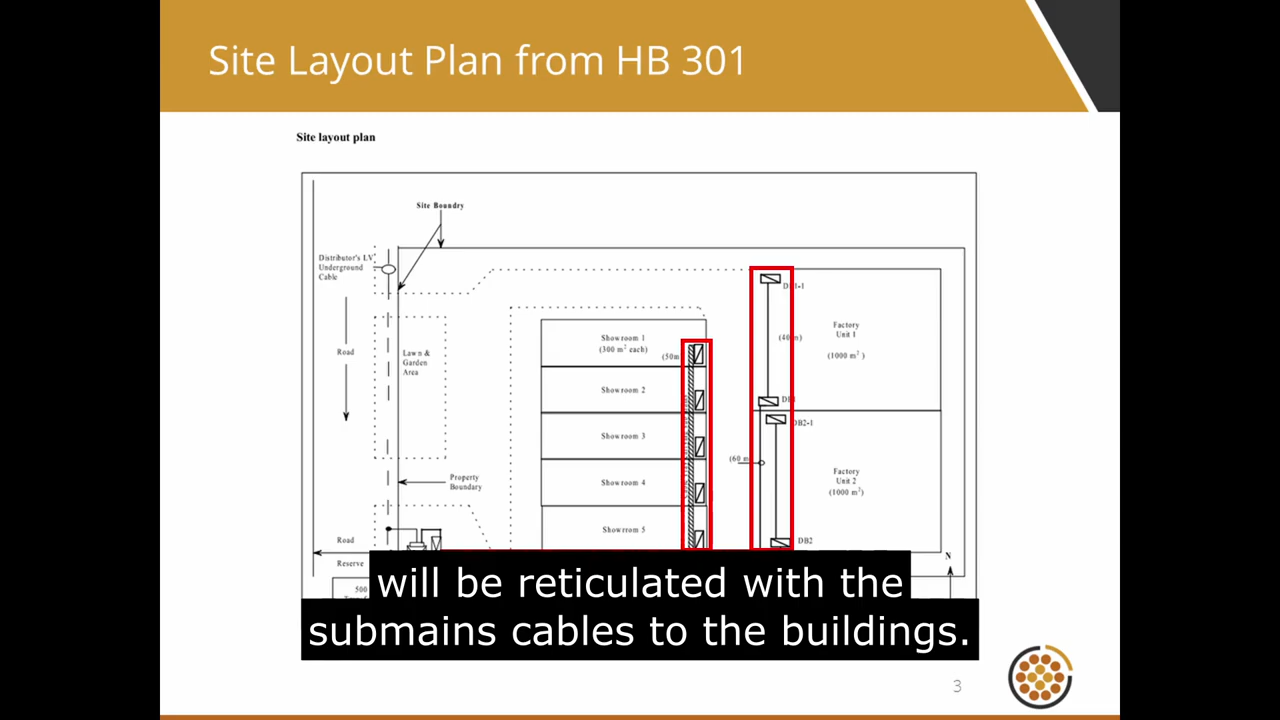 Site Layout Plan from HB 301
Site layout plan
Site Boundry
Distributor's LV
Underground
Cable
DB1-1
Factory
Unit 1
(1000 m²)
Showroom 1
(300 m² each)
(50m
(40m)
Road
Lawn &
Garden
Area
Showroom 2
DB1
DB2-1
Showroom 3
(60 m
Factory
Unit 2
(1000 m²)
Showroom 4
Property
Boundary
Showrrom 5
DB2
Road
Reserve
N
500
will be reticulated with the
submains cables to the buildings.
3